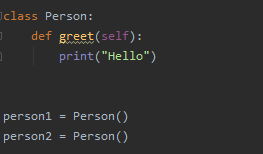 class Person:
    def greet(self):
        print("Hello")
person1 = Person()
person2 = Person()